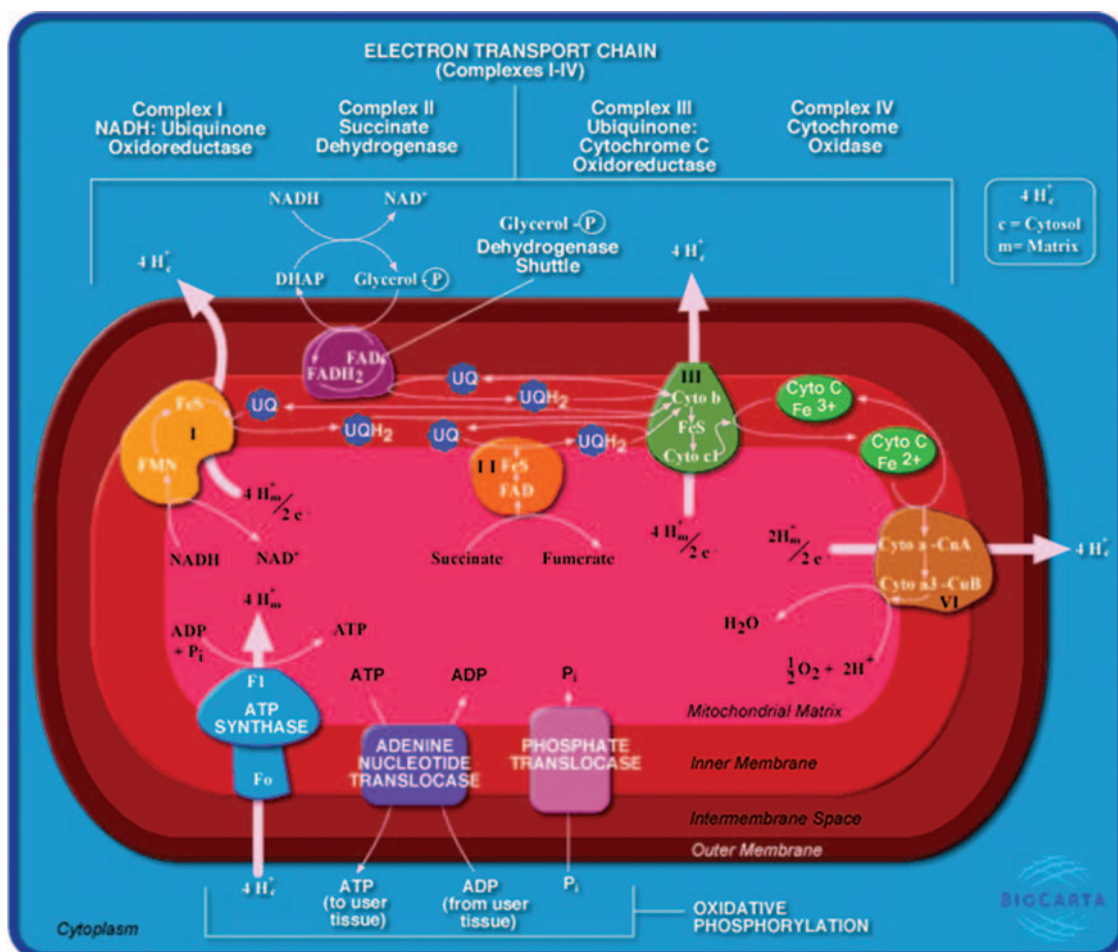 ELECTRON TRANSPORT CHAIN
(Complexes I-IV)
Complex I
NADH: Ubiquinone
Oxidoreductase
Complex II
Succinate
Dehydrogenase
Complex III
Ubiquinone:
Cytochrome C
Oxidoreductase
Complex IV
Cytochrome
Oxidase
4 H+c
c = Cytosol
m= Matrix
NADH
NAD+
Glycerol - P
Dehydrogenase
Shuttle
4 H+c
4 H+c
DHAP
Glycerol - P
FAD
FADH2
UQ
UQH2
III
Cyto b
FeS
Cyto c1
Cyto C
Fe 3+
FeS
I
FMN
UQ
UQH2
UQ
UQH2
Cyto C
Fe 2+
II
FeS
FAD
4 H+m
/2 e-
4 H+m
/2 e-
2H+m
/2 e-
Cyto a -CuA
Cyto a3 -CuB
VI
4 H+c
NADH
NAD+
Succinate
Fumerate
4 H+m
H2O
1/2 O2 + 2H+
ADP
+ Pi
ATP
F1
ATP
SYNTHASE
Fo
ATP
ADP
Pi
ADENINE
NUCLEOTIDE
TRANSLOCASE
PHOSPHATE
TRANSLOCASE
Mitochondrial Matrix
Inner Membrane
Intermembrane Space
Outer Membrane
4 H+c
ATP
(to user
tissue)
ADP
(from user
tissue)
Pi
OXIDATIVE
PHOSPHORYLATION
Cytoplasm
BIOCARTA